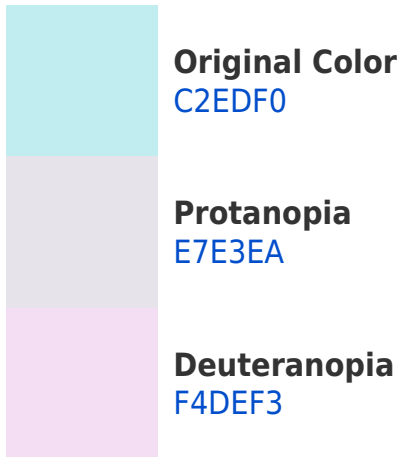 Original Color
C2EDF0
Protanopia
E7E3EA
Deuteranopia
F4DEF3